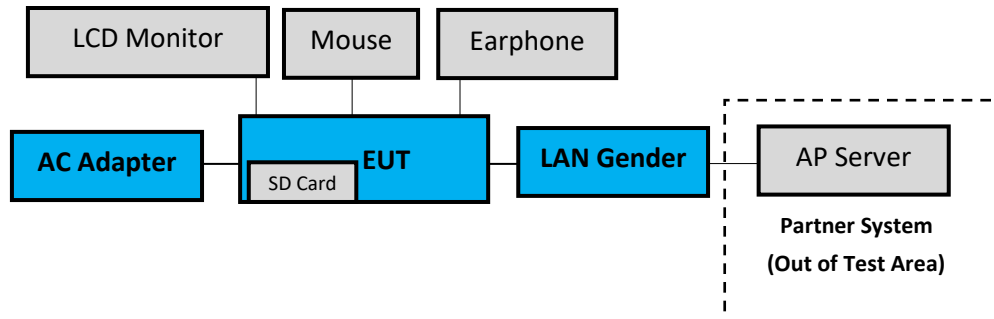 LCD Monitor
Mouse
Earphone
AC Adapter
EUT
SD Card
LAN Gender
AP Server
Partner System
(Out of Test Area)